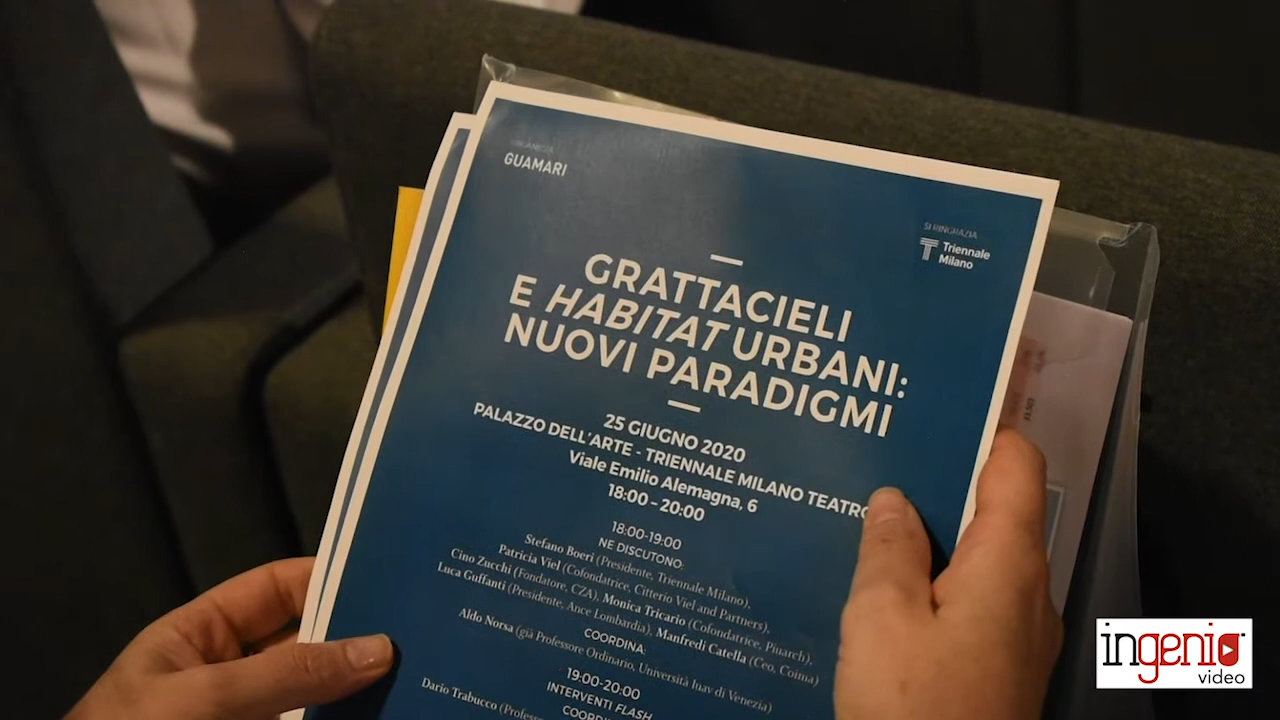 ORGANIZZA
GUAMARI
SI RINGRAZIA
Triennale
Milano
GRATTACIELI
E HABITAT URBANI:
NUOVI PARADIGMI
25 GIUGNO 2020
PALAZZO DELL'ARTE - TRIENNALE MILANO TEATRO
Viale Emilio Alemagna, 6
18:00 – 20:00
18:00-19:00
NE DISCUTONO:
Stefano Boeri (Presidente, Triennale Milano),
Patricia Viel (Cofondatrice, Citterio Viel and Partners),
Cino Zucchi (Fondatore, CZA), Monica Tricario (Cofondatrice, Piuarch),
Luca Guffanti (Presidente, Ance Lombardia), Manfredi Catella (Ceo, Coima)
COORDINA:
Aldo Norsa (già Professore Ordinario, Università Iuav di Venezia)
19:00-20:00
INTERVENTI FLASH
Dario Trabucco
ingenio
video